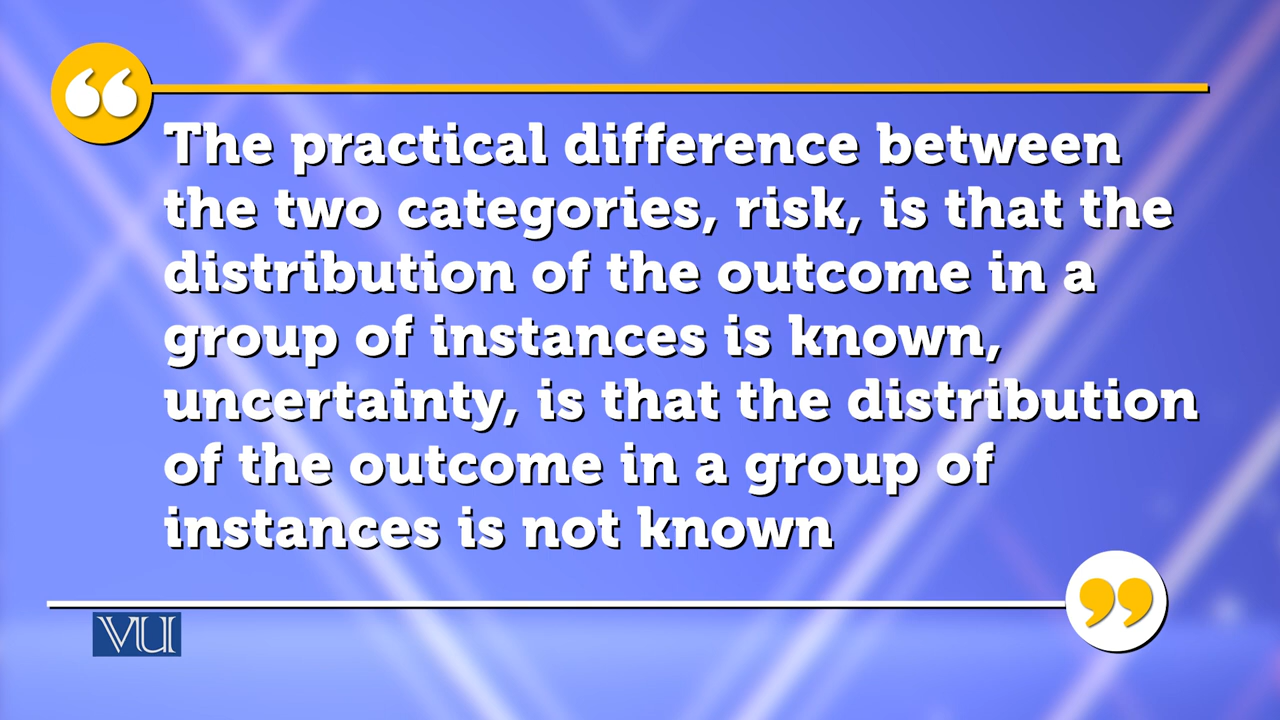 The practical difference between
the two categories, risk, is that the
distribution of the outcome in a
group of instances is known,
uncertainty, is that the distribution
of the outcome in a group of
instances is not known
VU